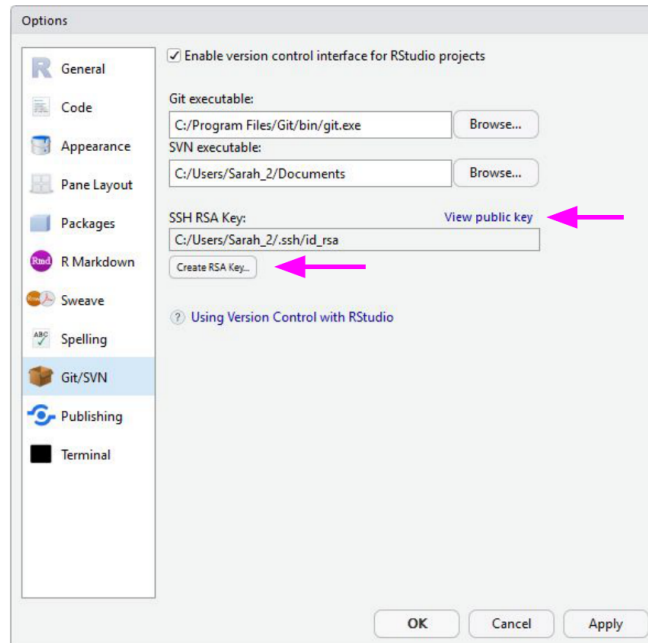 Options
General
Code
Appearance
Pane Layout
Packages
Rmd
R Markdown
Sweave
ABC
Spelling
Git/SVN
Publishing
Terminal
Enable version control interface for RStudio projects
Git executable:
C:/Program Files/Git/bin/git.exe
Browse...
SVN executable:
C:/Users/Sarah_2/Documents
Browse...
SSH RSA Key:
View public key
C:/Users/Sarah_2/.ssh/id_rsa
Create RSA Key...
? Using Version Control with RStudio
OK
Cancel
Apply